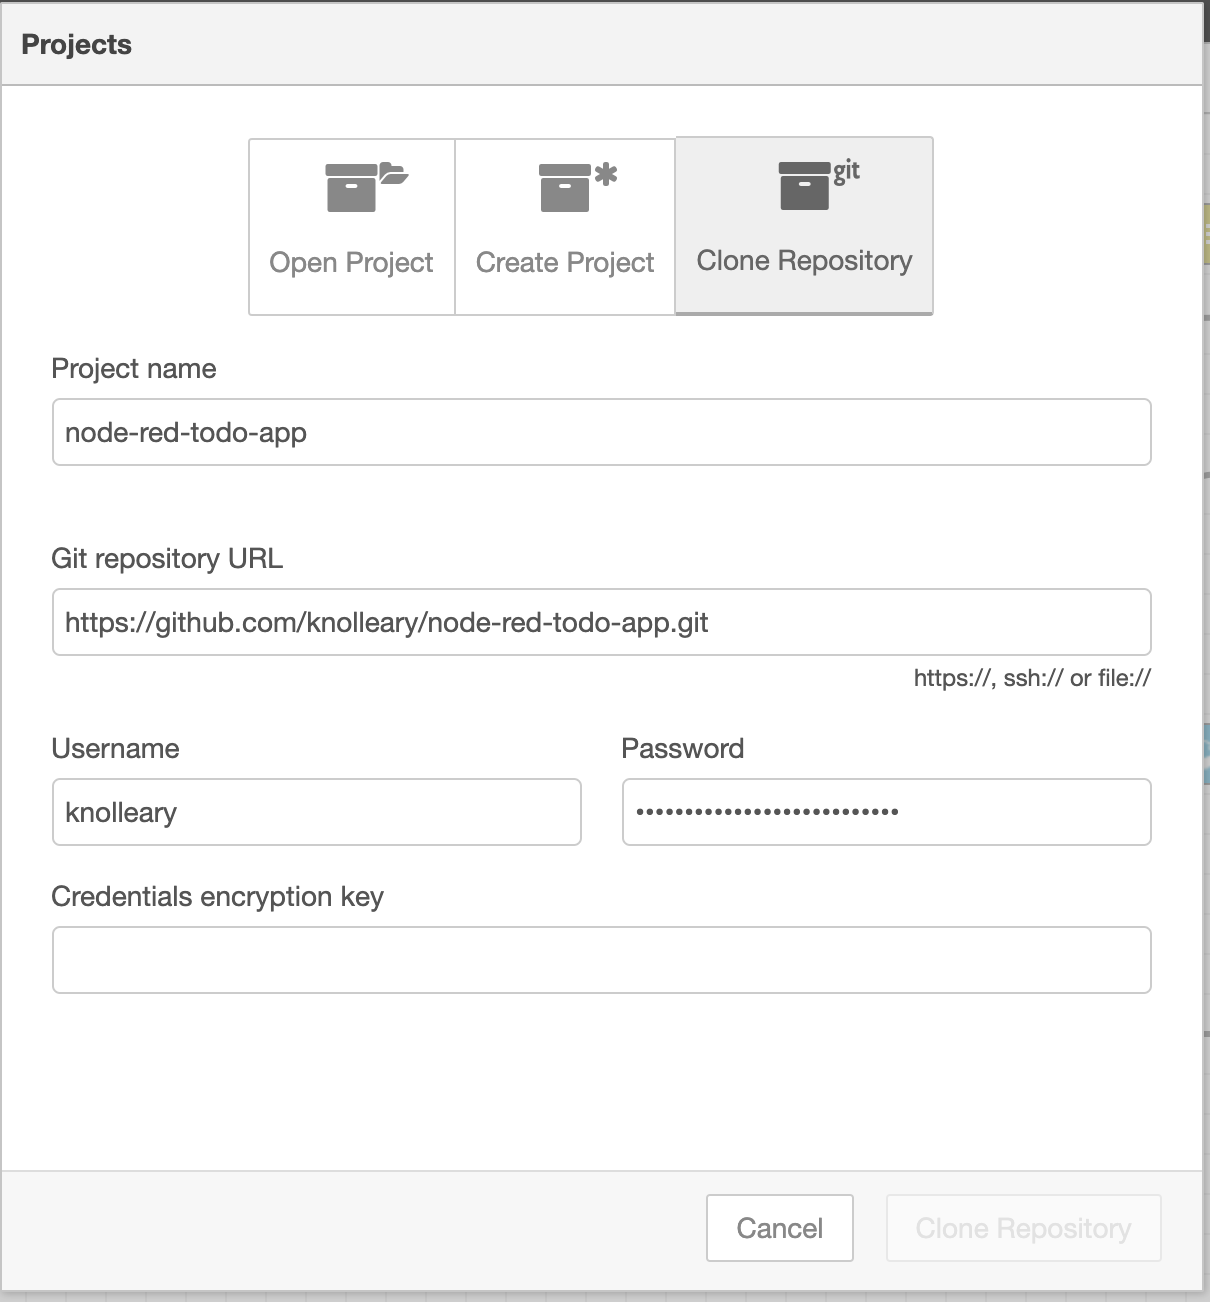 Projects
git
Open Project
Create Project
Clone Repository
Project name
node-red-todo-app
Git repository URL
https://github.com/knolleary/node-red-todo-app.git
https://, ssh:// or file://
Username
Password
knolleary
•••••••••••••••••••••••••••
Credentials encryption key
Cancel
Clone Repository